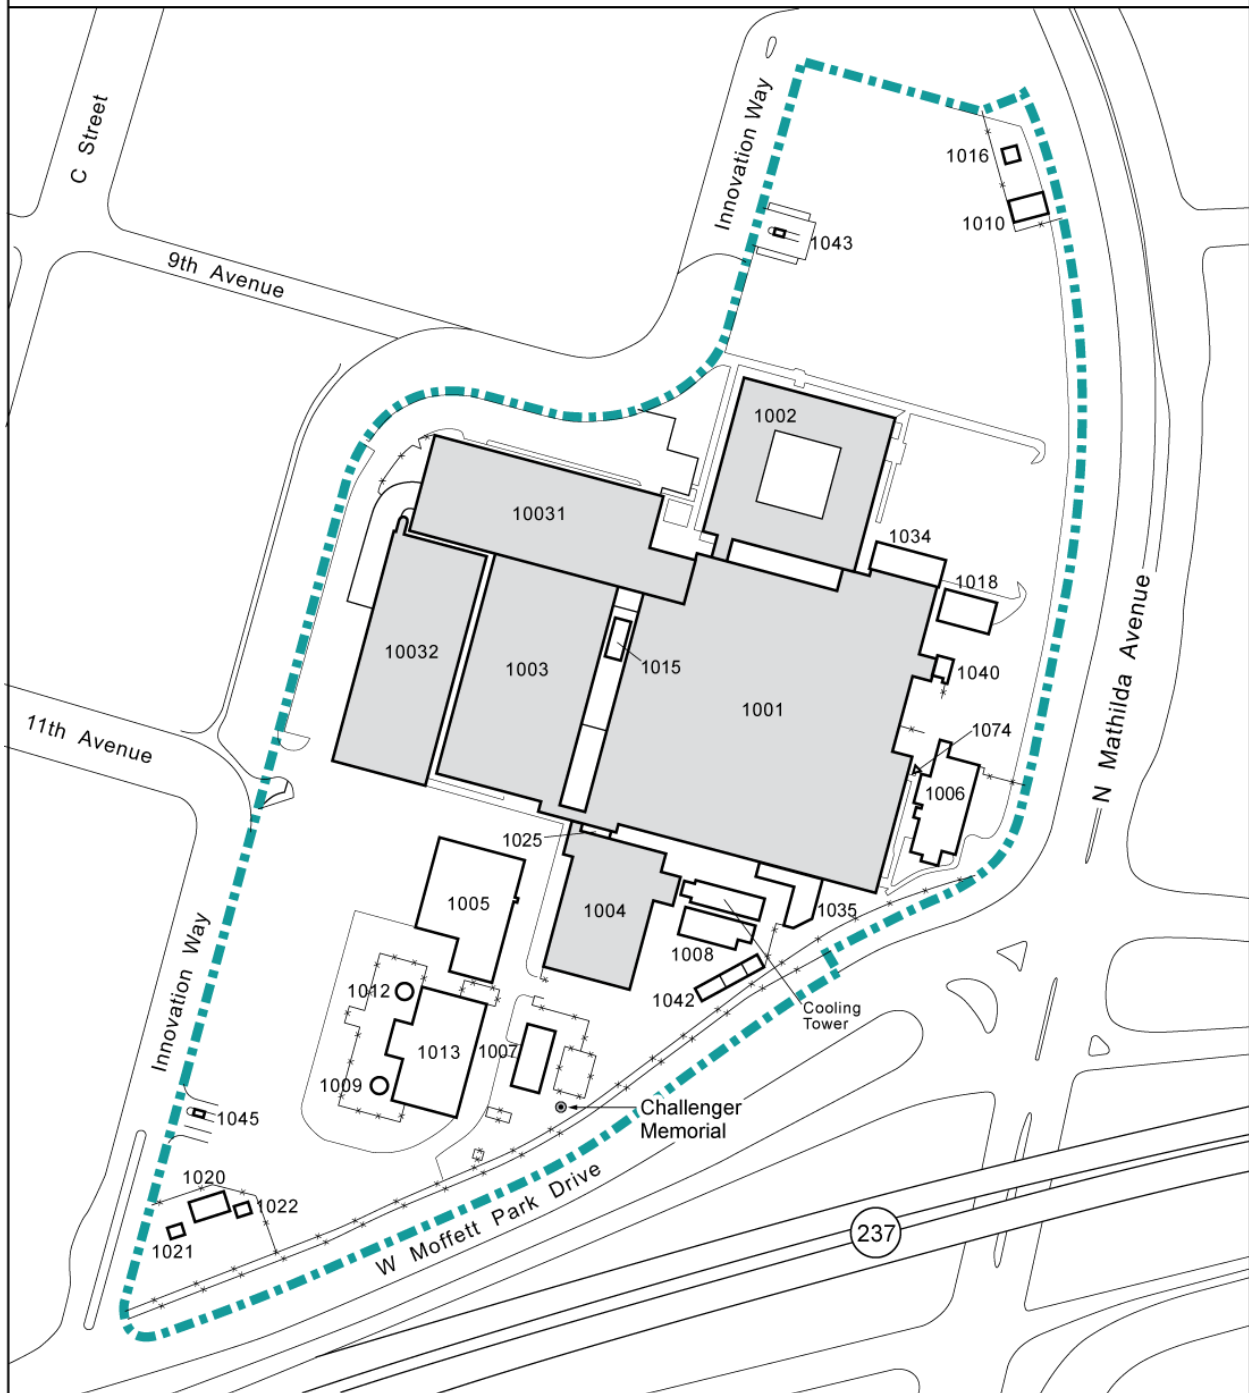 C Street
Innovation Way
1016
1010
1043
9th Avenue
1002
10031
1034
1018
10032
1003
1015
1040
1001
N Mathilda Avenue
11th Avenue
1074
1006
1025
1005
1004
1035
1008
1012
1042
Cooling
Tower
Innovation Way
1013
1007
1009
1045
Challenger
Memorial
1020
1022
1021
W Moffett Park Drive
237